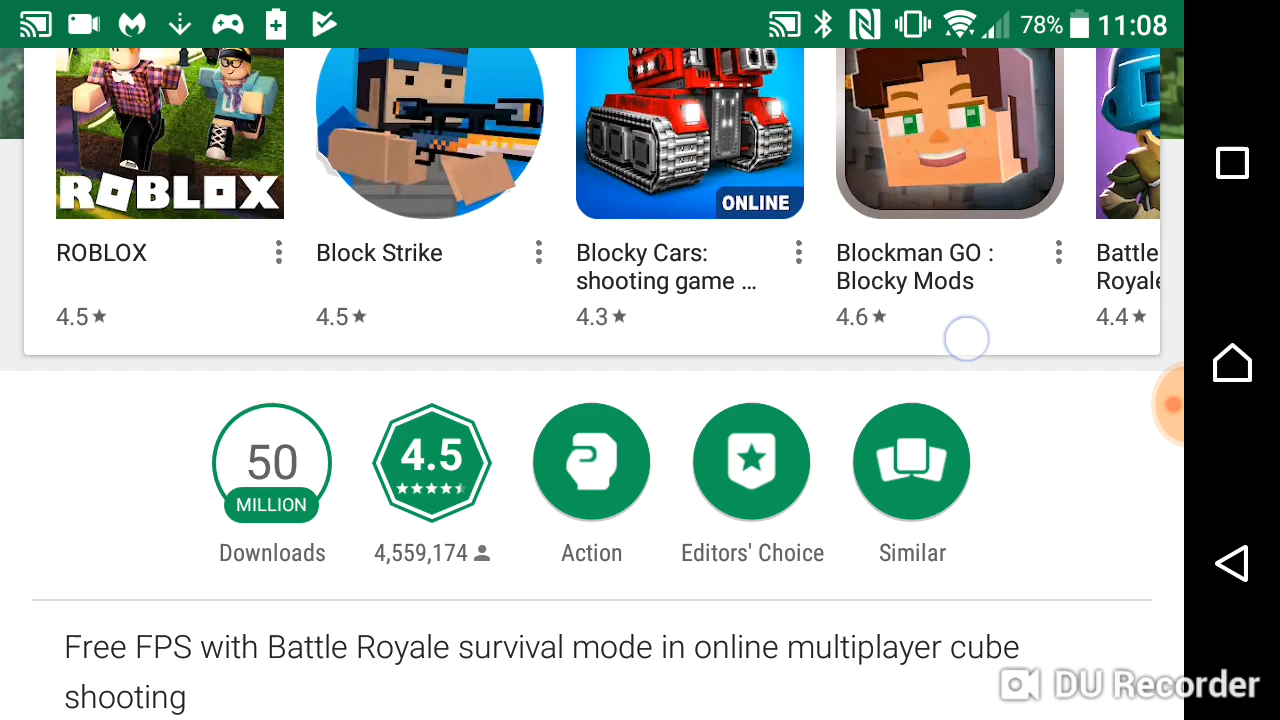 78% 11:08
ROBLOX
ONLINE
ROBLOX
Block Strike
Blocky Cars:
shooting game ...
Blockman GO :
Blocky Mods
Battle
Royale
4.5
4.5
4.3
4.6
4.4
50
MILLION
4.5
Downloads
4,559,174
Action
Editors' Choice
Similar
Free FPS with Battle Royale survival mode in online multiplayer cube
shooting
DU Recorder